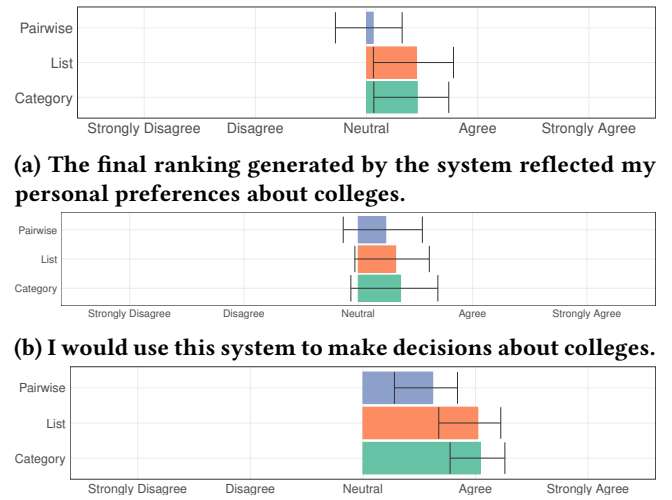 Pairwise
List
Category
Strongly Disagree Disagree Neutral Agree Strongly Agree
(a) The final ranking generated by the system reflected my
personal preferences about colleges.
Pairwise
List
Category
Strongly Disagree Disagree Neutral Agree Strongly Agree
(b) I would use this system to make decisions about colleges.
Pairwise
List
Category
Strongly Disagree Disagree Neutral Agree Strongly Agree